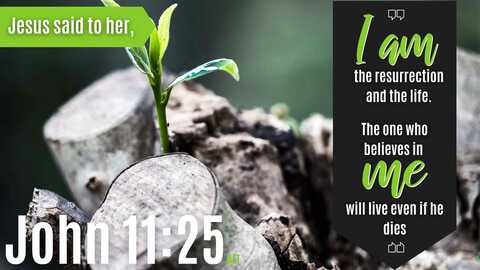 Jesus said to her,
I am
the resurrection
and the life.
The one who
believes in
me
will live even if he
dies
John 11:25